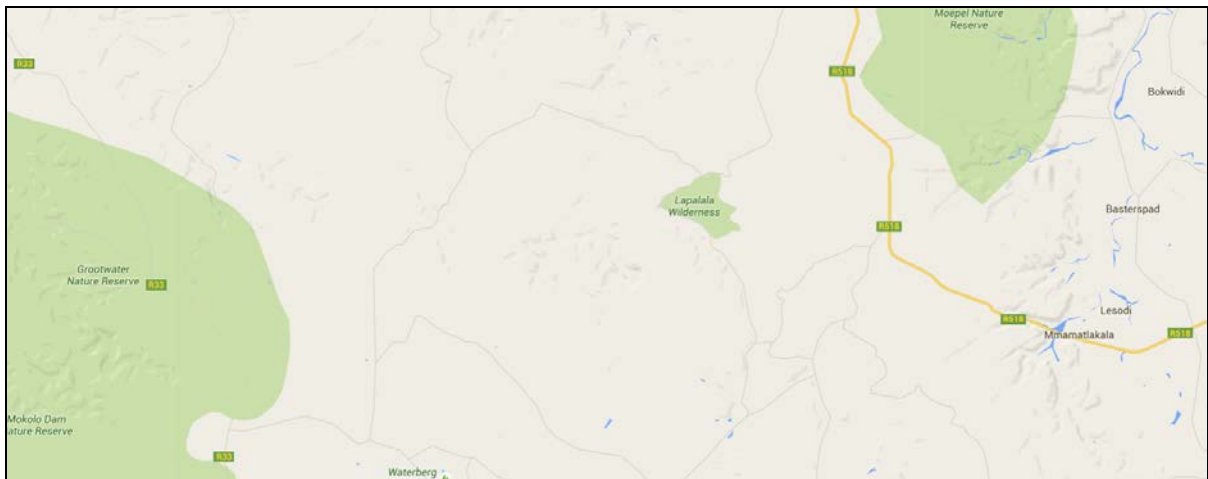 Moepel Nature
Reserve
R33
R518
Bokwidi
Lapalala
Wilderness
Basterspad
R518
Grootwater
Nature Reserve
R33
Lesodi
R518
Mmamatlakala
R518
Mokolo Dam
ature Reserve
R33
Waterberg